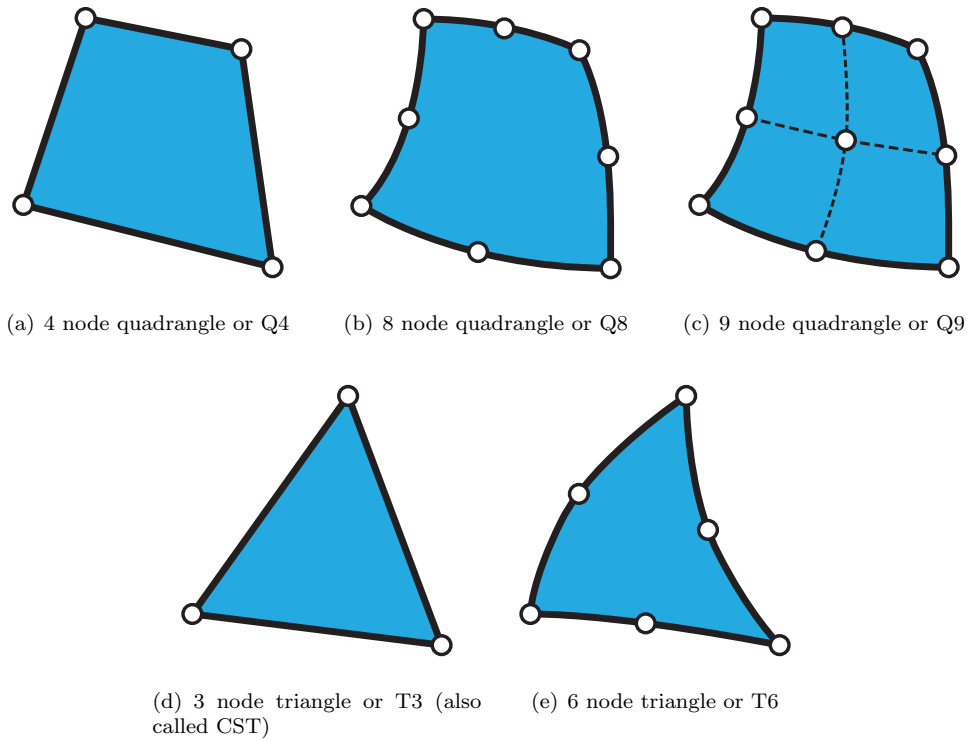 (a) 4 node quadrangle or Q4
(b) 8 node quadrangle or Q8
(c) 9 node quadrangle or Q9
(d) 3 node triangle or T3 (also
called CST)
(e) 6 node triangle or T6